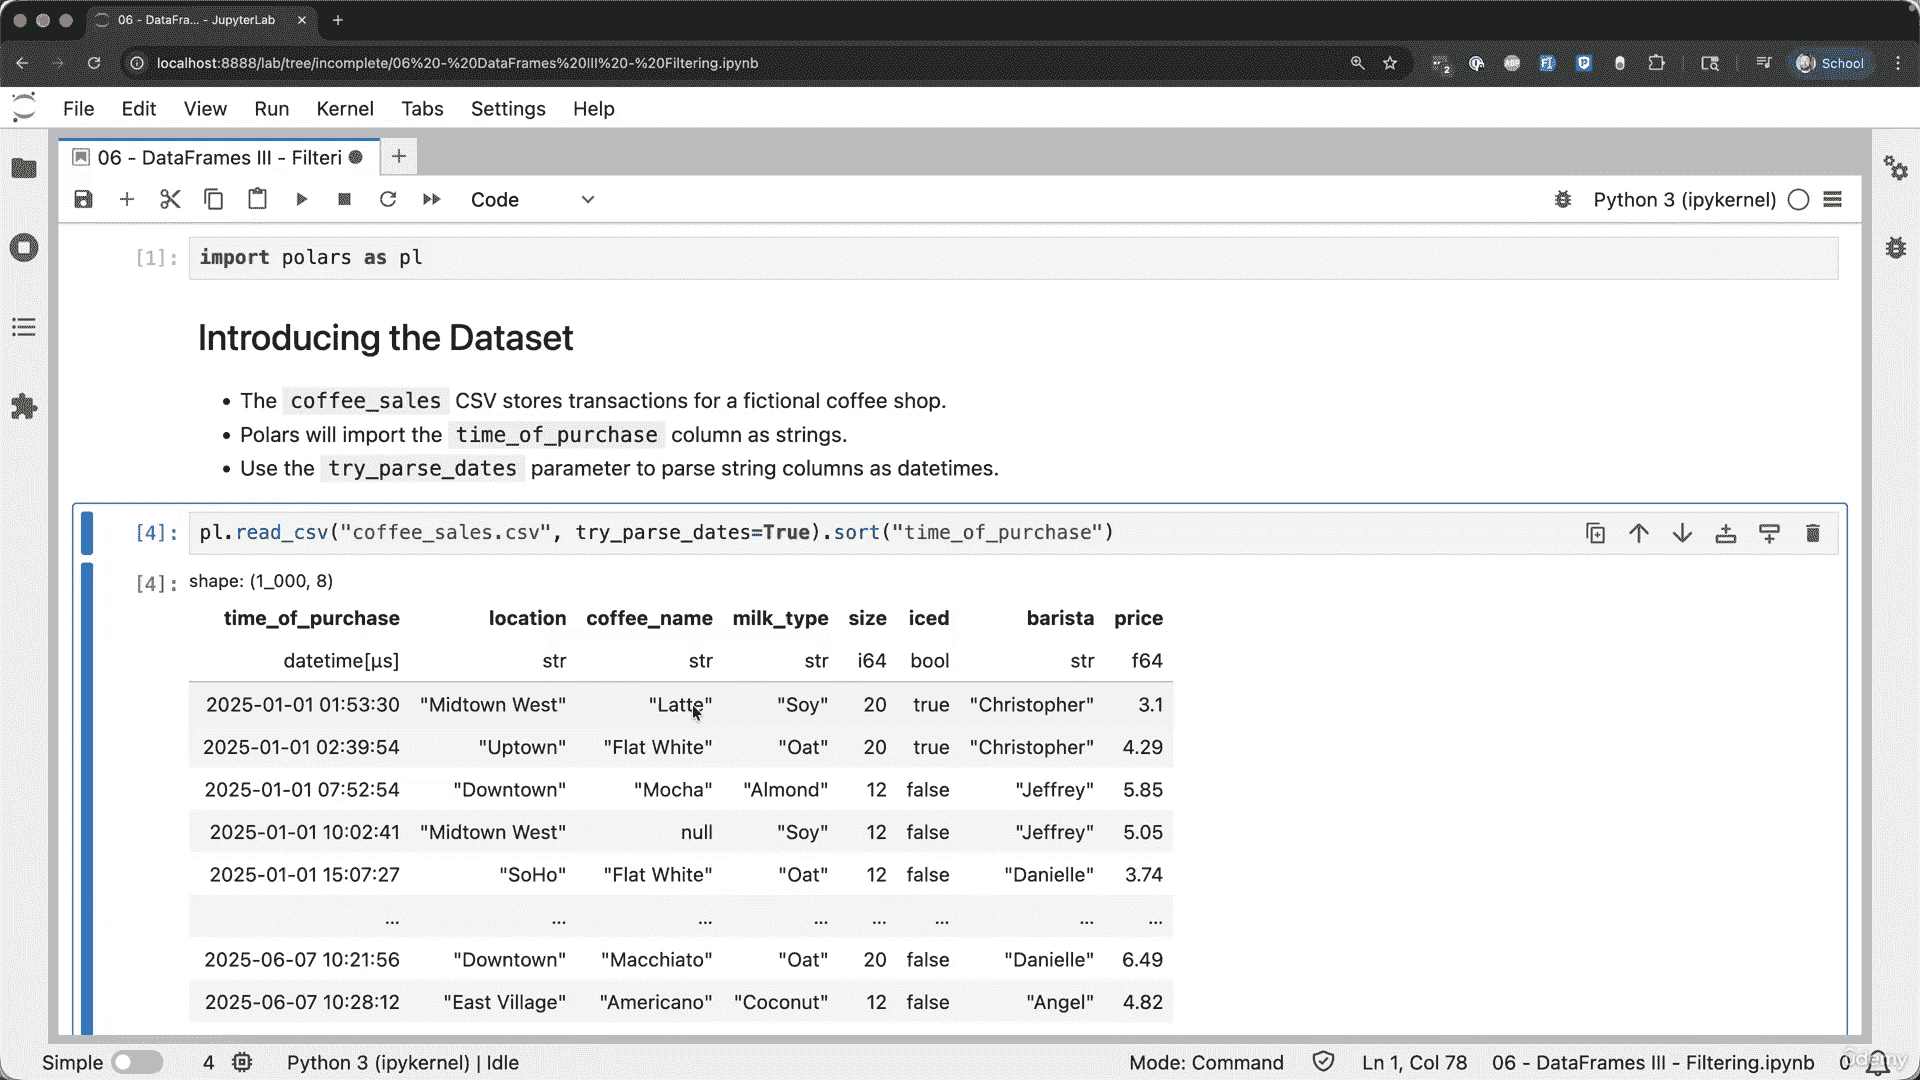 06 - DataFra... - JupyterLab
localhost:8888/lab/tree/incomplete/06%20-%20DataFrames%20III%20-%20Filtering.ipynb
2
School
File Edit View Run Kernel Tabs Settings Help
06 - DataFrames III - Filteri
Code
Python 3 (ipykernel)
[1]: import polars as pl
Introducing the Dataset
• The coffee_sales CSV stores transactions for a fictional coffee shop.
• Polars will import the time_of_purchase column as strings.
• Use the try_parse_dates parameter to parse string columns as datetimes.
[4]: pl.read_csv("coffee_sales.csv", try_parse_dates=True).sort("time_of_purchase")
[4]: shape: (1_000, 8)
time_of_purchase location coffee_name milk_type size iced barista price
datetime[μs] str str str i64 bool str f64
2025-01-01 01:53:30 "Midtown West" "Latte" "Soy" 20 true "Christopher" 3.1
2025-01-01 02:39:54 "Uptown" "Flat White" "Oat" 20 true "Christopher" 4.29
2025-01-01 07:52:54 "Downtown" "Mocha" "Almond" 12 false "Jeffrey" 5.85
2025-01-01 10:02:41 "Midtown West" null "Soy" 12 false "Jeffrey" 5.05
2025-01-01 15:07:27 "SoHo" "Flat White" "Oat" 12 false "Danielle" 3.74
... ... ... ... ... ... ... ...
2025-06-07 10:21:56 "Downtown" "Macchiato" "Oat" 20 false "Danielle" 6.49
2025-06-07 10:28:12 "East Village" "Americano" "Coconut" 12 false "Angel" 4.82
Simple 4 Python 3 (ipykernel) | Idle Mode: Command Ln 1, Col 78 06 - DataFrames III - Filtering.ipynb 0
Udemy